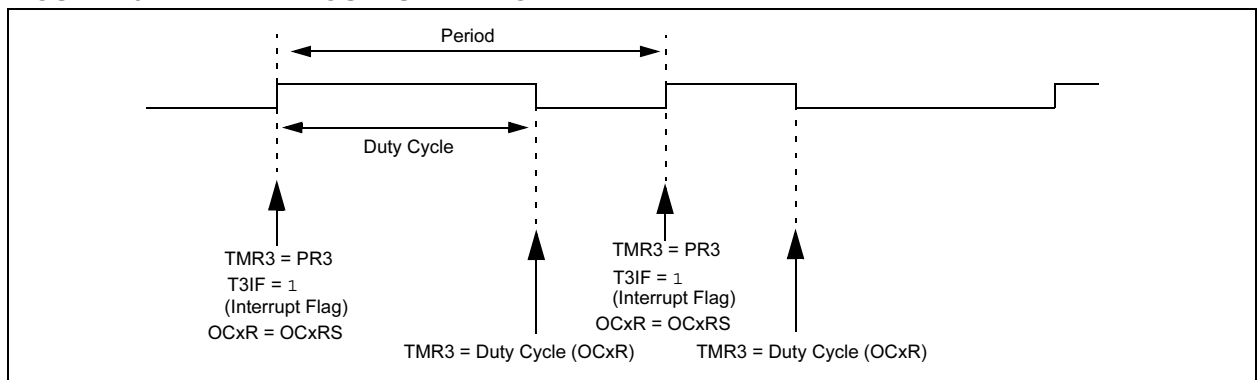 Period
Duty Cycle
TMR3 = PR3
T3IF = 1
(Interrupt Flag)
OCxR = OCxRS
TMR3 = Duty Cycle (OCxR)
TMR3 = PR3
T3IF = 1
(Interrupt Flag)
OCxR = OCxRS
TMR3 = Duty Cycle (OCxR)